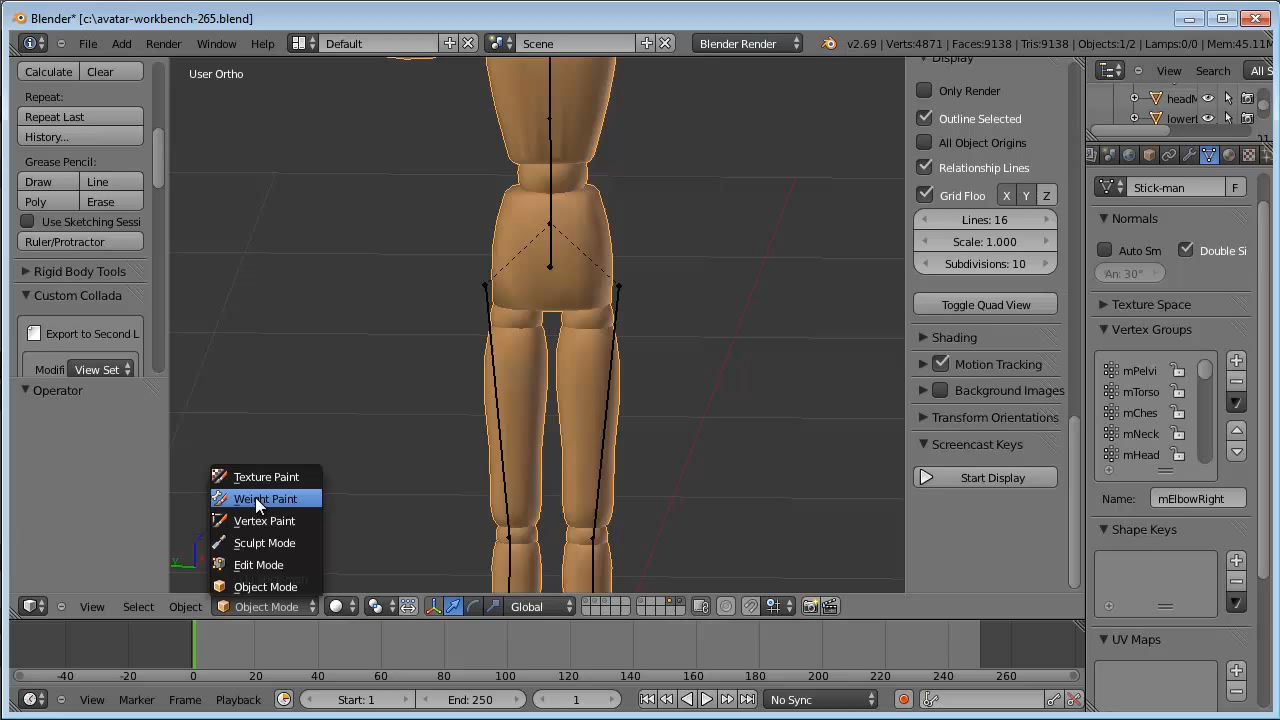 Blender* [c:\avatar-workbench-265.blend]
File Add Render Window Help Default Scene Blender Render v2.69 | Verts:4871 | Faces:9138 | Tris:9138 | Objects:1/2 | Lamps:0/0 | Mem:45.11M
Calculate Clear
Repeat:
Repeat Last
History...
Grease Pencil:
Draw Line
Poly Erase
Use Sketching Sessi
Ruler/Protractor
Rigid Body Tools
Custom Collada
Export to Second L
Modifi View Set
Operator
User Ortho
Texture Paint
Weight Paint
Vertex Paint
Sculpt Mode
Edit Mode
Object Mode
Display
Only Render
Outline Selected
All Object Origins
Relationship Lines
Grid Floo X Y Z
Lines: 16
Scale: 1.000
Subdivisions: 10
Toggle Quad View
Shading
Motion Tracking
Background Images
Transform Orientations
Screencast Keys
Start Display
View Search All S
headM
lowerl
Stick-man F
Normals
Auto Sm Double Si
An: 30°
Texture Space
Vertex Groups
mPelvi
mTorso
mChes
mNeck
mHead
Name: mElbowRight
Shape Keys
UV Maps
View Select Object Object Mode Global
-40 -20 0 20 40 60 80 100 120 140 160 180 200 220 240 260
View Marker Frame Playback Start: 1 End: 250 1 No Sync